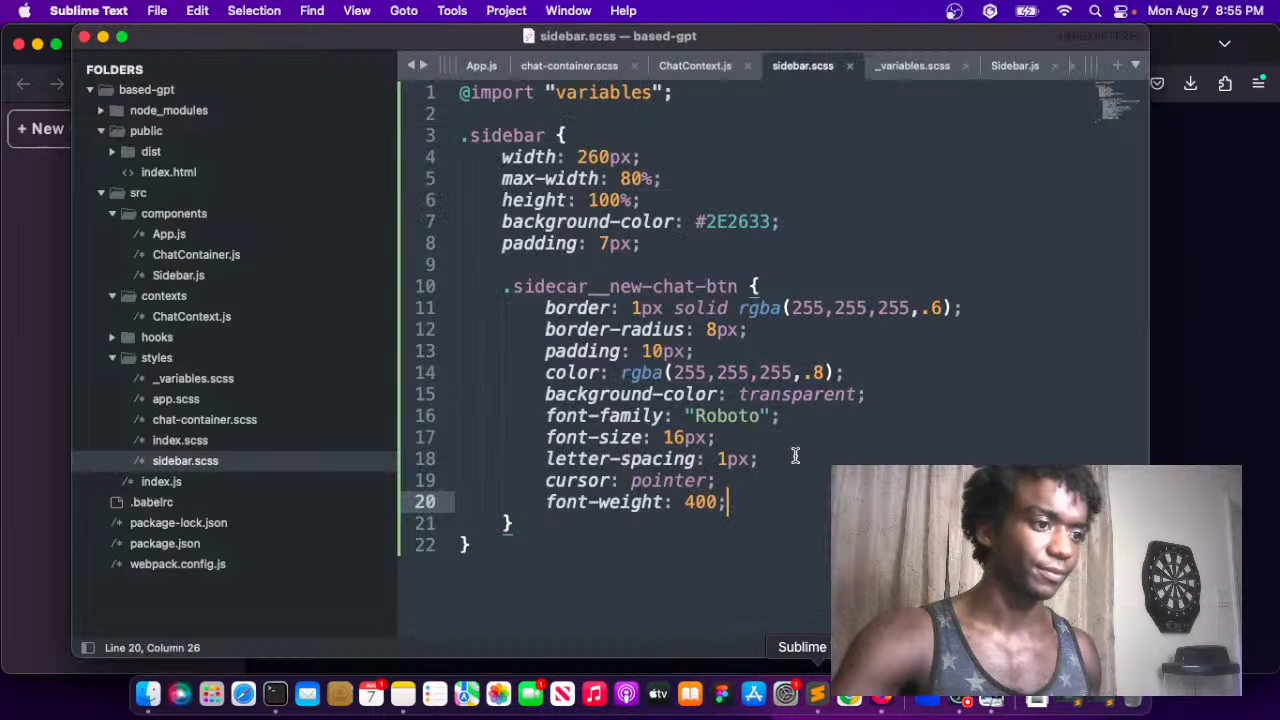 Sublime Text File Edit Selection Find View Goto Tools Project Window Help Mon Aug 7 8:55 PM
sidebar.scss — based-gpt
UNREGISTERED
FOLDERS
based-gpt
node_modules
public
dist
index.html
src
components
App.js
ChatContainer.js
Sidebar.js
contexts
ChatContext.js
hooks
styles
_variables.scss
app.scss
chat-container.scss
index.scss
sidebar.scss
index.js
.babelrc
package-lock.json
package.json
webpack.config.js
+ New
App.js chat-container.scss ChatContext.js sidebar.scss _variables.scss Sidebar.js
1 @import "variables";
2
3 .sidebar {
4 width: 260px;
5 max-width: 80%;
6 height: 100%;
7 background-color: #2E2633;
8 padding: 7px;
9
10 .sidecar__new-chat-btn {
11 border: 1px solid rgba(255,255,255,.6);
12 border-radius: 8px;
13 padding: 10px;
14 color: rgba(255,255,255,.8);
15 background-color: transparent;
16 font-family: "Roboto";
17 font-size: 16px;
18 letter-spacing: 1px;
19 cursor: pointer;
20 font-weight: 400;
21 }
22 }
Line 20, Column 26
Sublime
AUG
7
tv